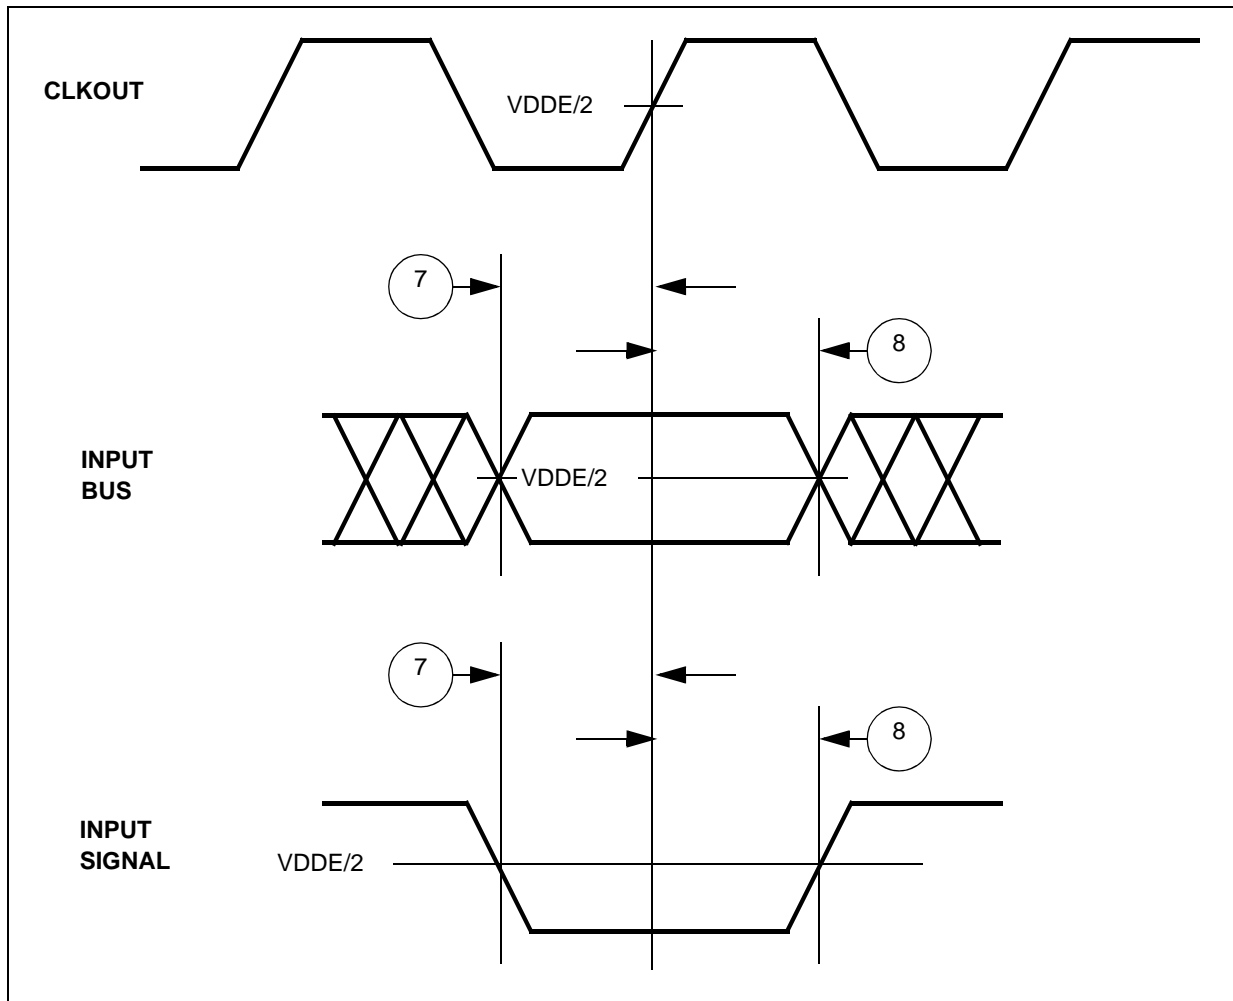 CLKOUT
VDDE/2
7
8
INPUT
BUS
VDDE/2
7
8
INPUT
SIGNAL
VDDE/2